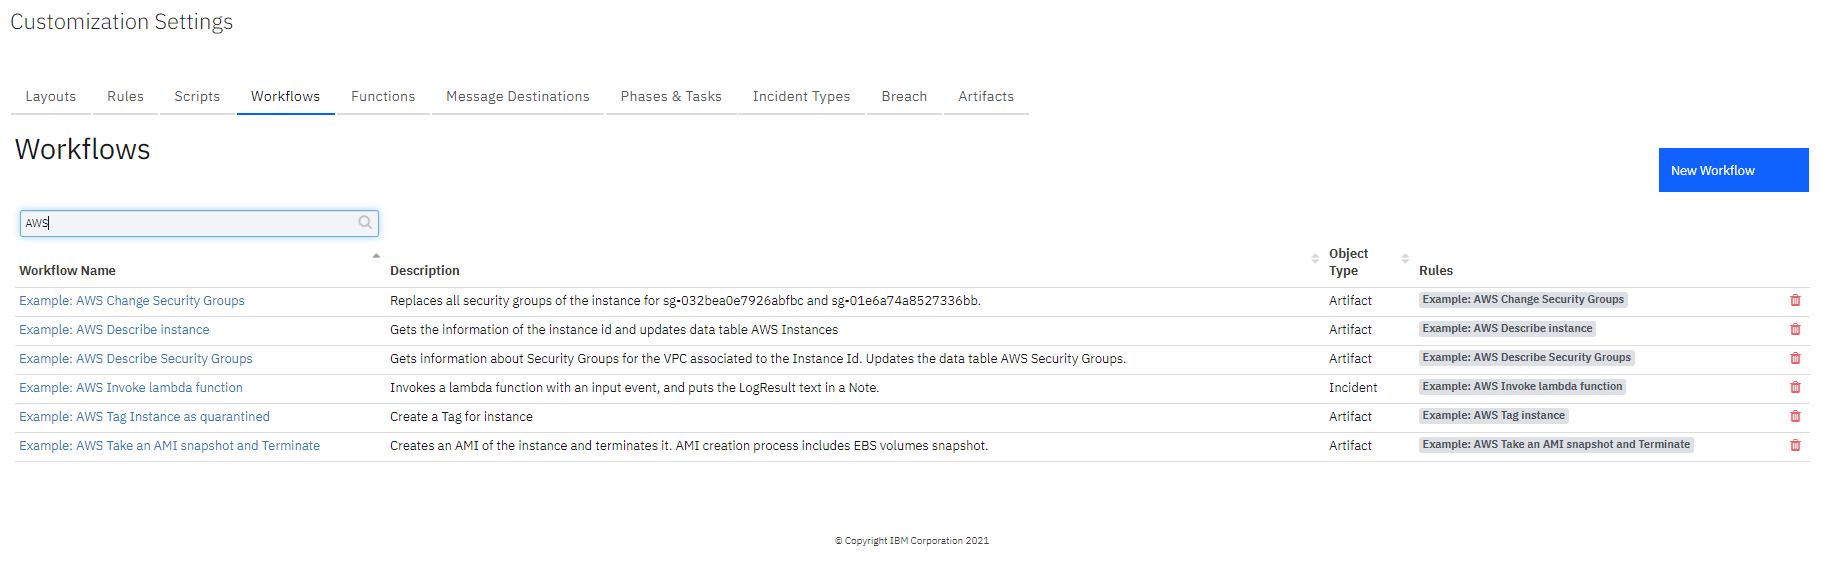 Customization Settings
Layouts Rules Scripts Workflows Functions Message Destinations Phases & Tasks Incident Types Breach Artifacts
Workflows
New Workflow
AWS
Workflow Name Description Object Type Rules
Example: AWS Change Security Groups Replaces all security groups of the instance for sg-032bea0e7926abfbc and sg-01e6a74a8527336bb. Artifact Example: AWS Change Security Groups
Example: AWS Describe instance Gets the information of the instance id and updates data table AWS Instances Artifact Example: AWS Describe instance
Example: AWS Describe Security Groups Gets information about Security Groups for the VPC associated to the Instance Id. Updates the data table AWS Security Groups. Artifact Example: AWS Describe Security Groups
Example: AWS Invoke lambda function Invokes a lambda function with an input event, and puts the LogResult text in a Note. Incident Example: AWS Invoke lambda function
Example: AWS Tag Instance as quarantined Create a Tag for instance Artifact Example: AWS Tag instance
Example: AWS Take an AMI snapshot and Terminate Creates an AMI of the instance and terminates it. AMI creation process includes EBS volumes snapshot. Artifact Example: AWS Take an AMI snapshot and Terminate
© Copyright IBM Corporation 2021